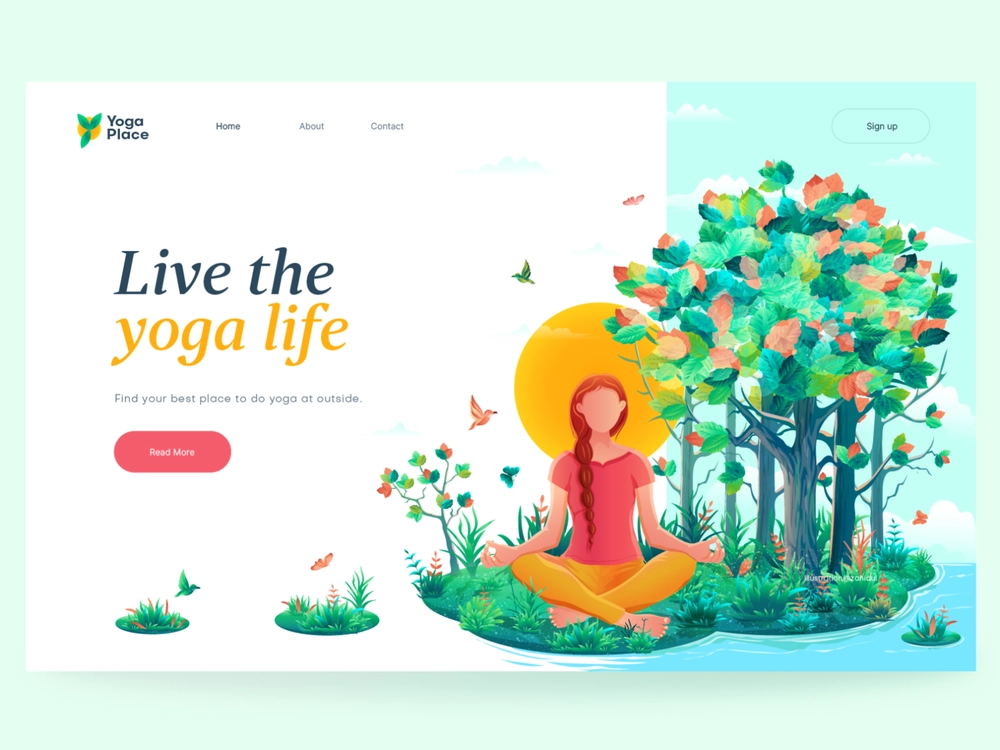 Yoga
Place
Home
About
Contact
Sign up
Live the
yoga life
Find your best place to do yoga at outside.
Read More